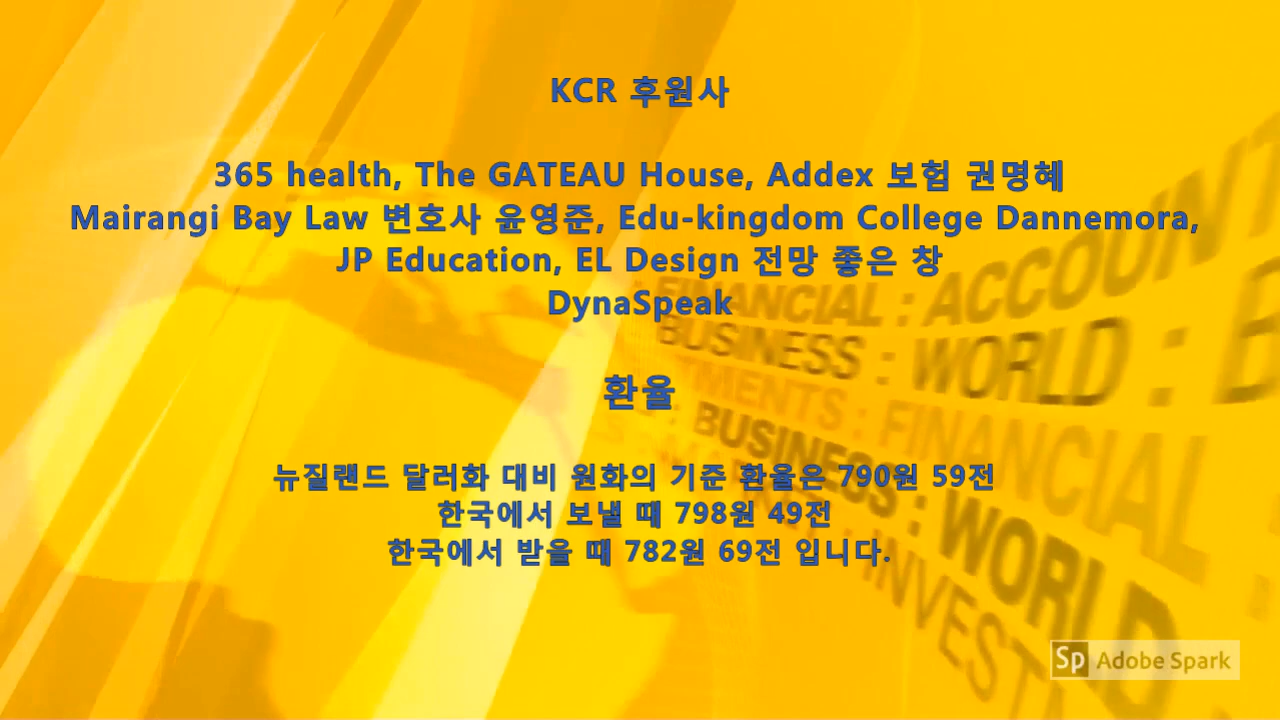 KCR 후원사
365 health, The GATEAU House, Addex 보험 권명혜
Mairangi Bay Law 변호사 윤영준, Edu-kingdom College Dannemora,
JP Education, EL Design 전망 좋은 창
DynaSpeak
환율
뉴질랜드 달러화 대비 원화의 기준 환율은 790원 59전
한국에서 보낼 때 798원 49전
한국에서 받을 때 782원 69전 입니다.
FINANCIAL : ACCOUNT
BUSINESS : WORLD : B
TMENTS : FINANCIAL
: BUSINESS : WORLD
: INVEST
Sp Adobe Spark